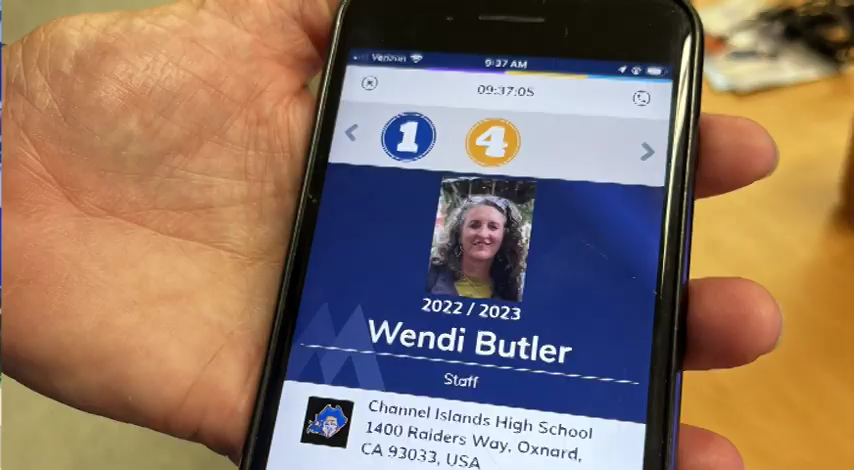 Verizon 9:37 AM
09:37:05
1 4
2022 / 2023
Wendi Butler
Staff
Channel Islands High School
1400 Raiders Way, Oxnard,
CA 93033, USA